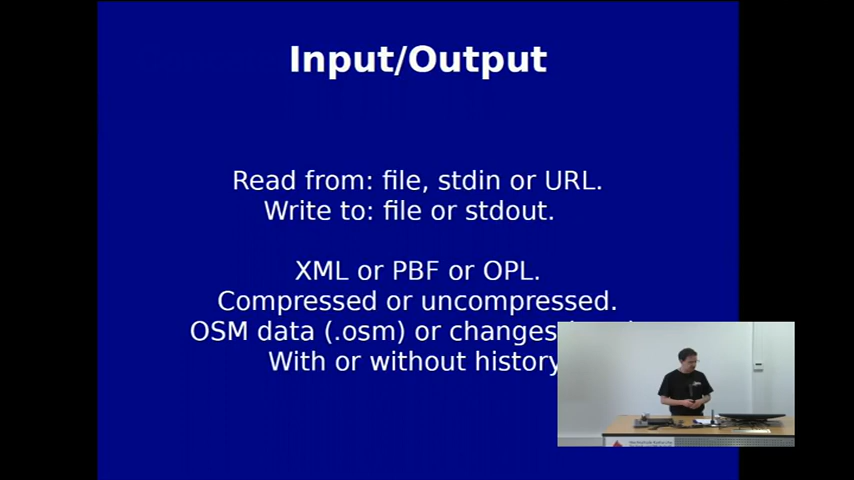 Input/Output
Read from: file, stdin or URL.
Write to: file or stdout.
XML or PBF or OPL.
Compressed or uncompressed.
OSM data (.osm) or changes
With or without history